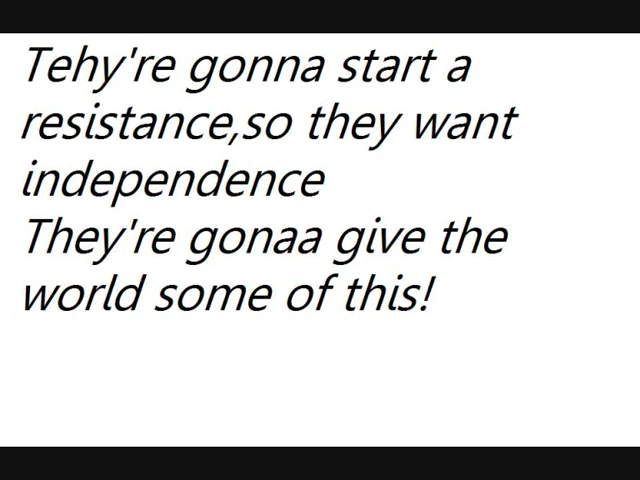 Tehy're gonna start a
resistance,so they want
independence
They're gonaa give the
world some of this!